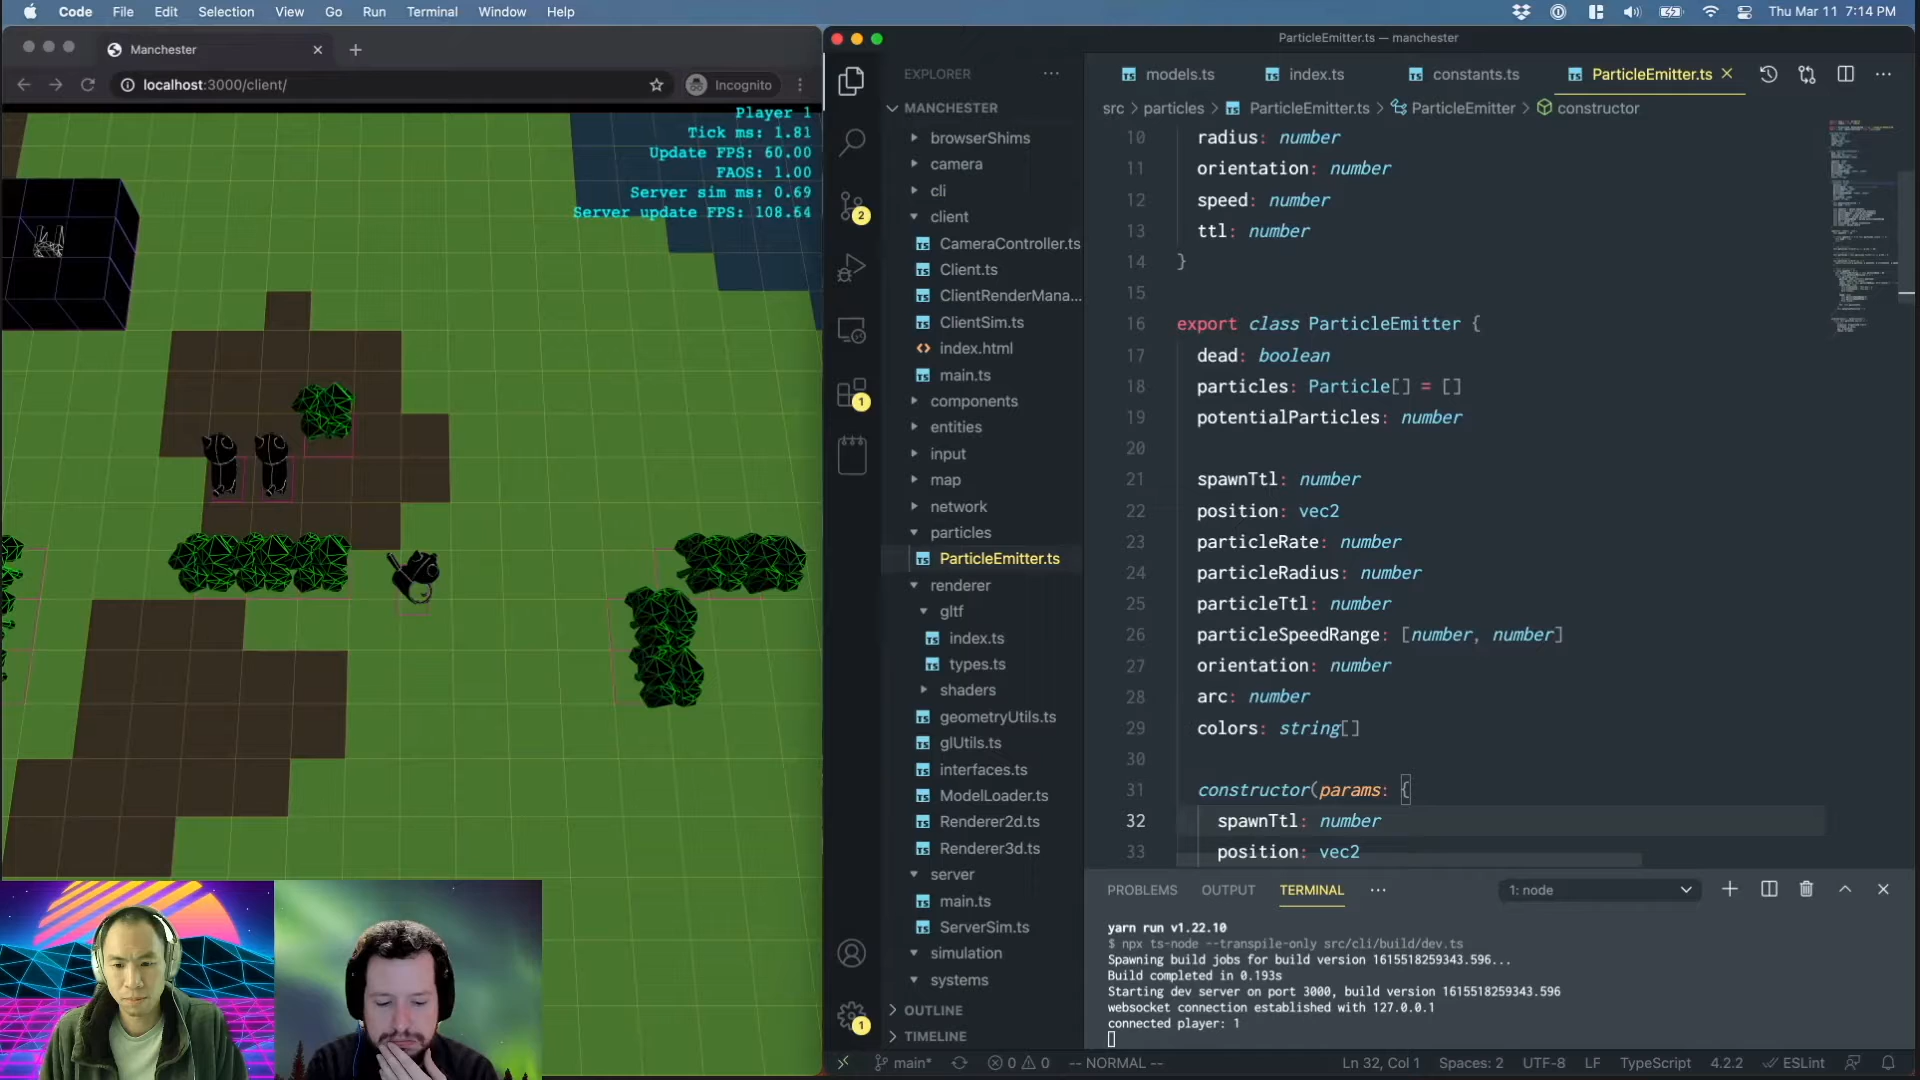 Code File Edit Selection View Go Run Terminal Window Help
Thu Mar 11 7:14 PM
Manchester
localhost:3000/client/
Incognito
Player 1
Tick ms: 1.81
Update FPS: 60.00
FAOS: 1.00
Server sim ms: 0.69
Server update FPS: 108.64
ParticleEmitter.ts — manchester
EXPLORER
MANCHESTER
browserShims
camera
cli
client
CameraController.ts
Client.ts
ClientRenderMana...
ClientSim.ts
index.html
main.ts
components
entities
input
map
network
particles
ParticleEmitter.ts
renderer
gltf
index.ts
types.ts
shaders
geometryUtils.ts
glUtils.ts
interfaces.ts
ModelLoader.ts
Renderer2d.ts
Renderer3d.ts
server
main.ts
ServerSim.ts
simulation
systems
OUTLINE
TIMELINE
2
1
1
models.ts index.ts constants.ts ParticleEmitter.ts
src > particles > ParticleEmitter.ts > ParticleEmitter > constructor
10 radius: number
11 orientation: number
12 speed: number
13 ttl: number
14 }
15
16 export class ParticleEmitter {
17 dead: boolean
18 particles: Particle[] = []
19 potentialParticles: number
20
21 spawnTtl: number
22 position: vec2
23 particleRate: number
24 particleRadius: number
25 particleTtl: number
26 particleSpeedRange: [number, number]
27 orientation: number
28 arc: number
29 colors: string[]
30
31 constructor(params: {
32 spawnTtl: number
33 position: vec2
PROBLEMS OUTPUT TERMINAL ··· 1: node
yarn run v1.22.10
$ npx ts-node --transpile-only src/cli/build/dev.ts
Spawning build jobs for build version 1615518259343.596...
Build completed in 0.193s
Starting dev server on port 3000, build version 1615518259343.596
websocket connection established with 127.0.0.1
connected player: 1
main* 0 0 -- NORMAL -- Ln 32, Col 1 Spaces: 2 UTF-8 LF TypeScript 4.2.2 ESLint